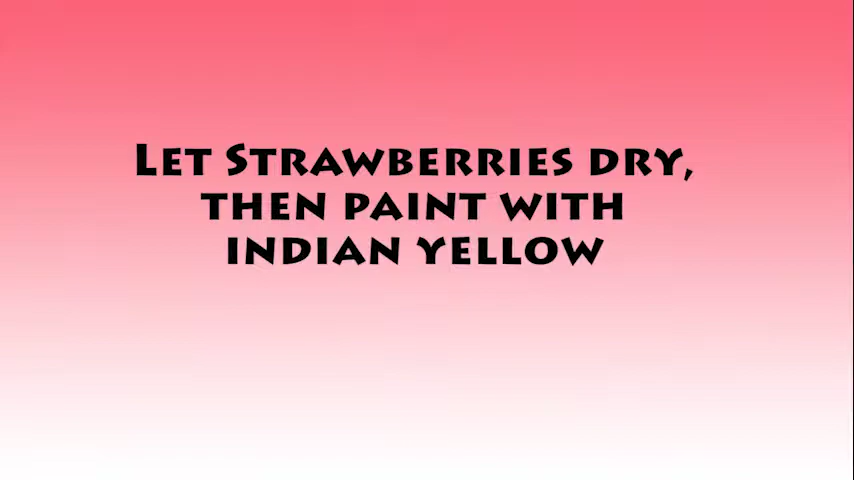 Let Strawberries dry,
then paint with
indian yellow